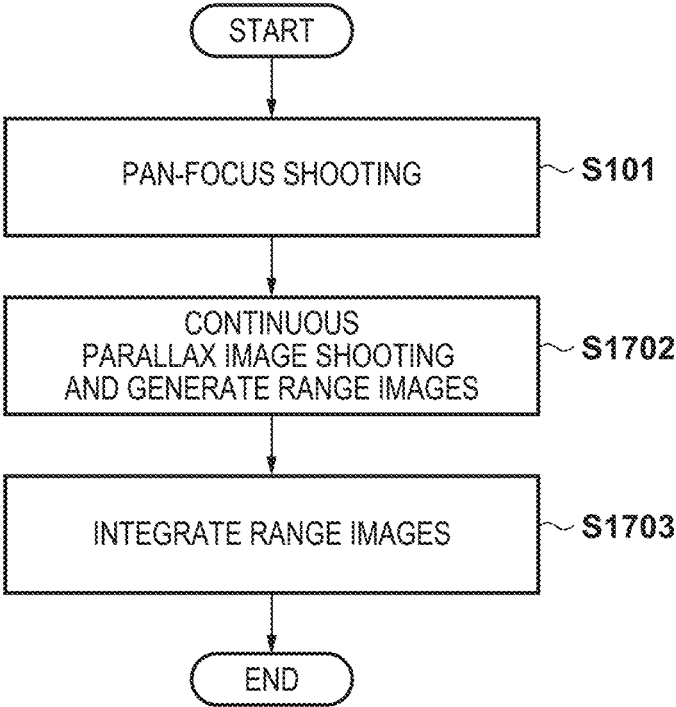 START
PAN-FOCUS SHOOTING
S101
CONTINUOUS
PARALLAX IMAGE SHOOTING
AND GENERATE RANGE IMAGES
S1702
INTEGRATE RANGE IMAGES
S1703
END